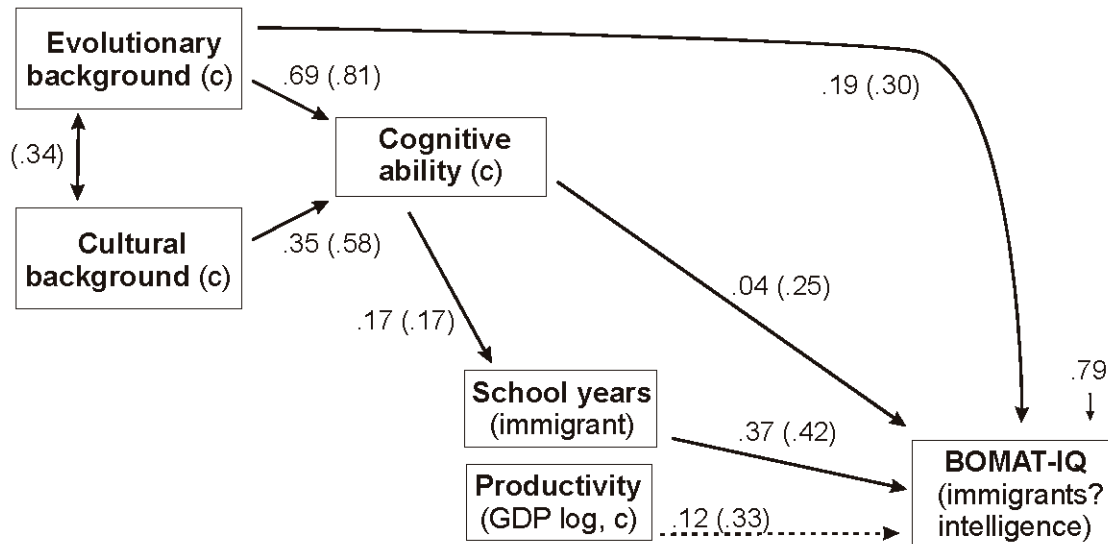 Evolutionary
background (c)
.69 (.81)
.19 (.30)
(.34)
Cognitive
ability (c)
Cultural
background (c)
.35 (.58)
.04 (.25)
.17 (.17)
.79
School years
(immigrant)
.37 (.42)
BOMAT-IQ
(immigrants?
intelligence)
Productivity
(GDP log, c)
.12 (.33)